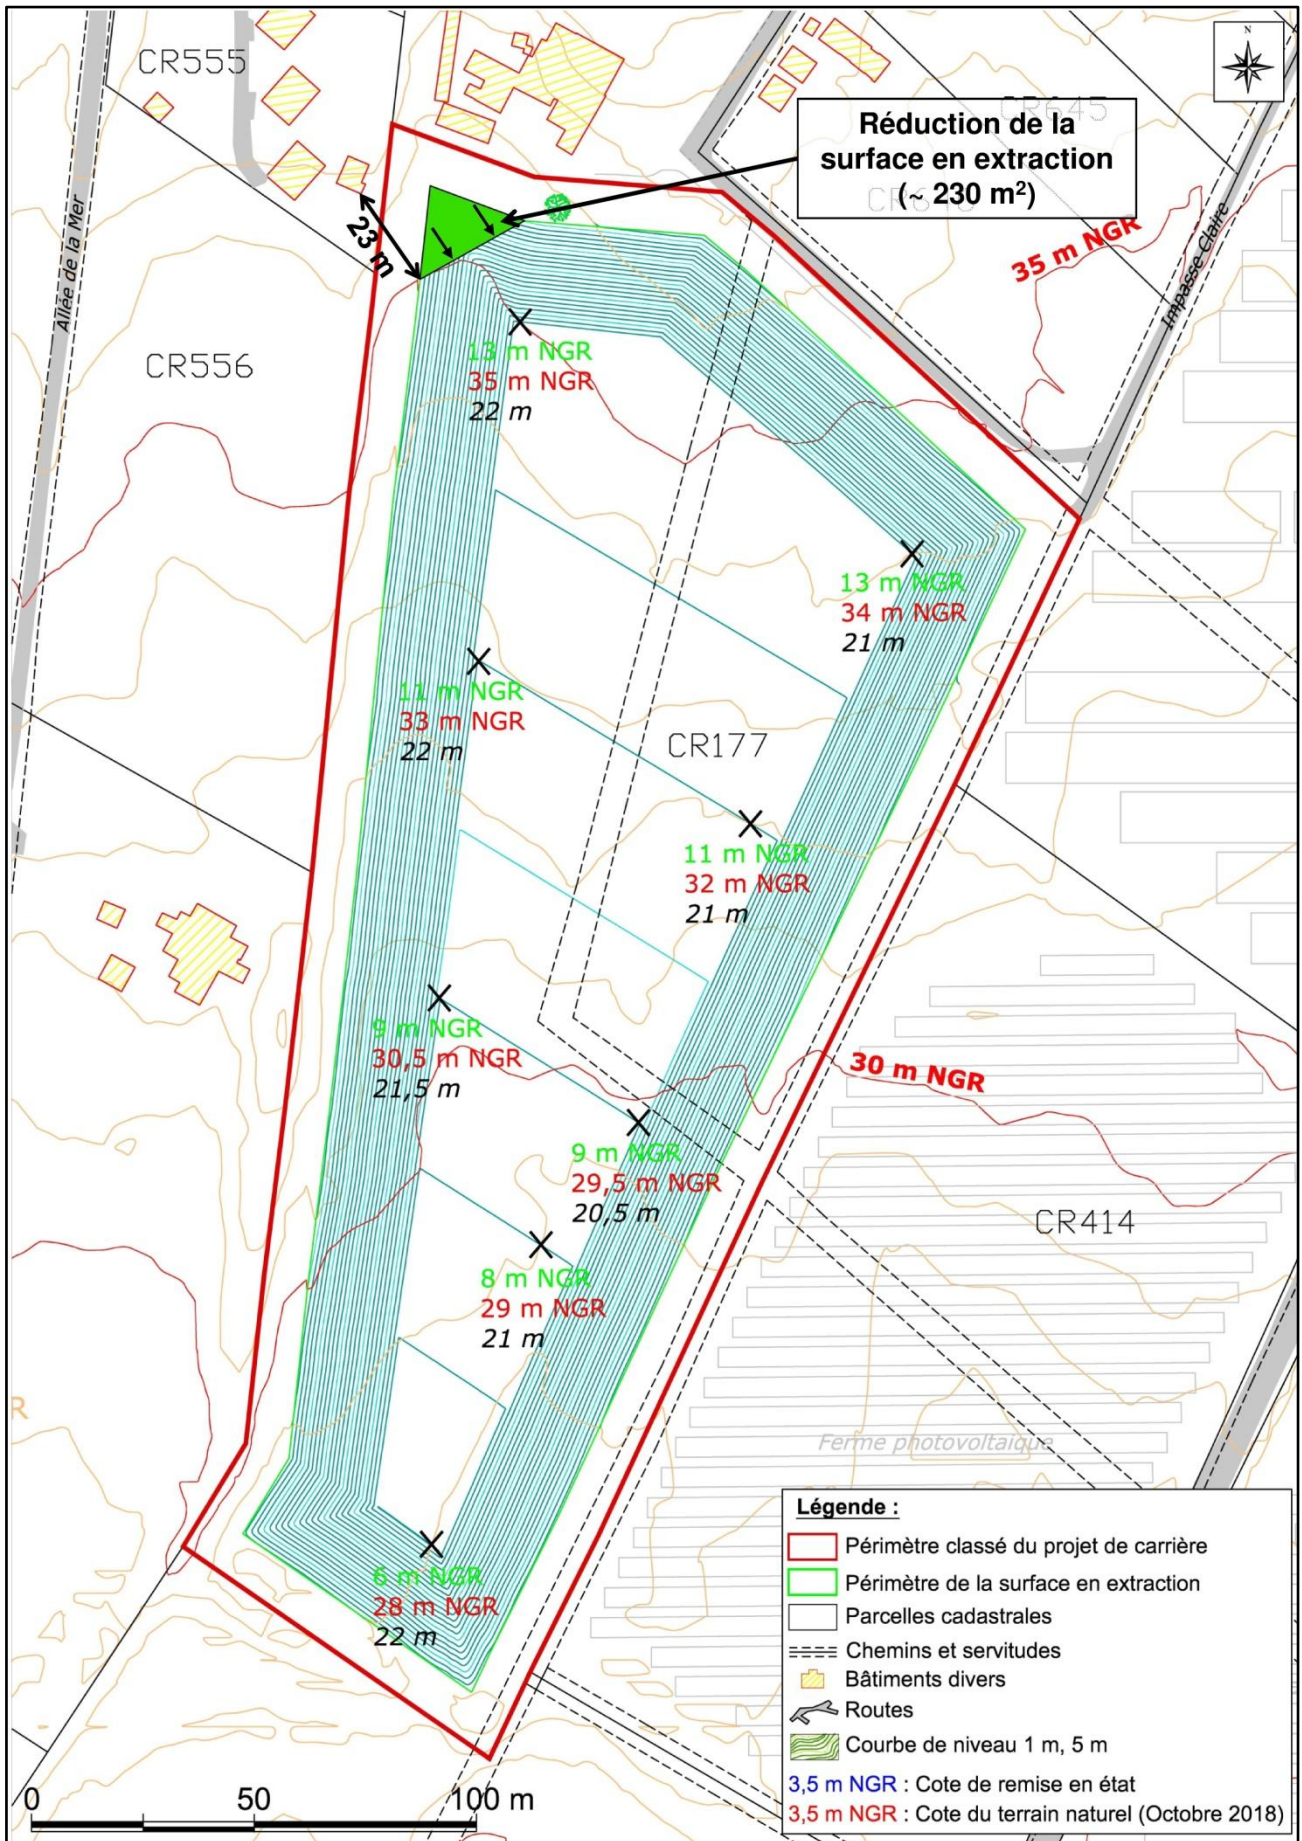 N
CR555
CR645
Réduction de la
surface en extraction
(~ 230 m²)
23 m
Allée de la Mer
35 m NGR
Impasse Claire
CR556
13 m NGR
35 m NGR
22 m
13 m NGR
34 m NGR
21 m
11 m NGR
33 m NGR
22 m
CR177
11 m NGR
32 m NGR
21 m
9 m NGR
30,5 m NGR
21,5 m
30 m NGR
9 m NGR
29,5 m NGR
20,5 m
CR414
8 m NGR
29 m NGR
21 m
R
Ferme photovoltaïque
6 m NGR
28 m NGR
22 m
Légende :
Périmètre classé du projet de carrière
Périmètre de la surface en extraction
Parcelles cadastrales
Chemins et servitudes
Bâtiments divers
Routes
Courbe de niveau 1 m, 5 m
3,5 m NGR : Cote de remise en état
3,5 m NGR : Cote du terrain naturel (Octobre 2018)
0 50 100 m